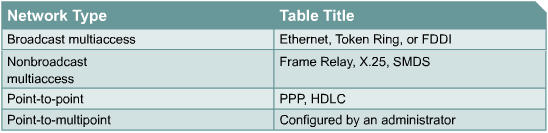 Network Type Table Title
Broadcast multiaccess Ethernet, Token Ring, or FDDI
Nonbroadcast multiaccess Frame Relay, X.25, SMDS
Point-to-point PPP, HDLC
Point-to-multipoint Configured by an administrator